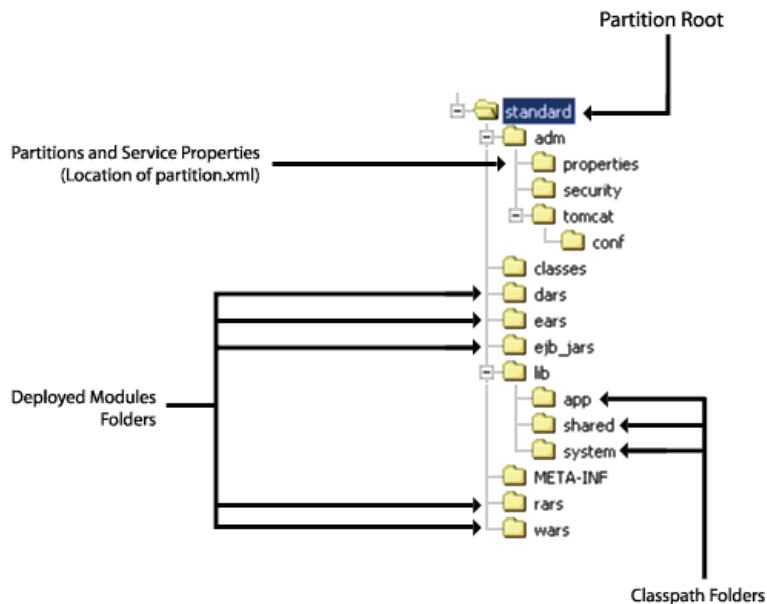 Partition Root
standard
adm
Partitions and Service Properties
(Location of partition.xml)
properties
security
tomcat
conf
classes
dars
ears
ejb_jars
lib
Deployed Modules
Folders
app
shared
system
META-INF
rars
wars
Classpath Folders